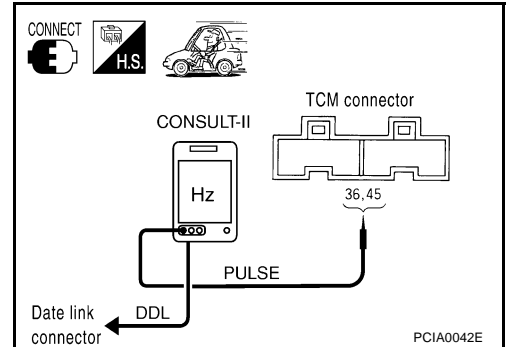 CONNECT
H.S.
TCM connector
CONSULT-II
Hz
36,45
PULSE
Date link
connector
DDL
PCIA0042E